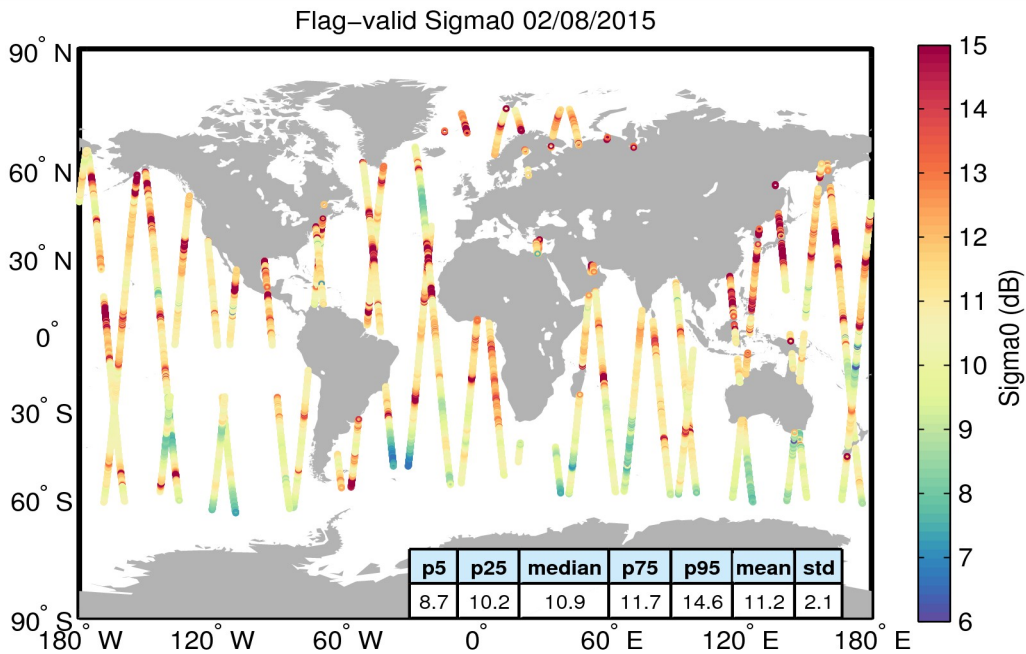 Flag−valid Sigma0 02/08/2015
90° N
60° N
30° N
0°
30° S
60° S
90° S
180° W
120° W
60° W
0°
60° E
120° E
180° E
p5 p25 median p75 p95 mean std
8.7 10.2 10.9 11.7 14.6 11.2 2.1
15
14
13
12
11
10
9
8
7
6
Sigma0 (dB)